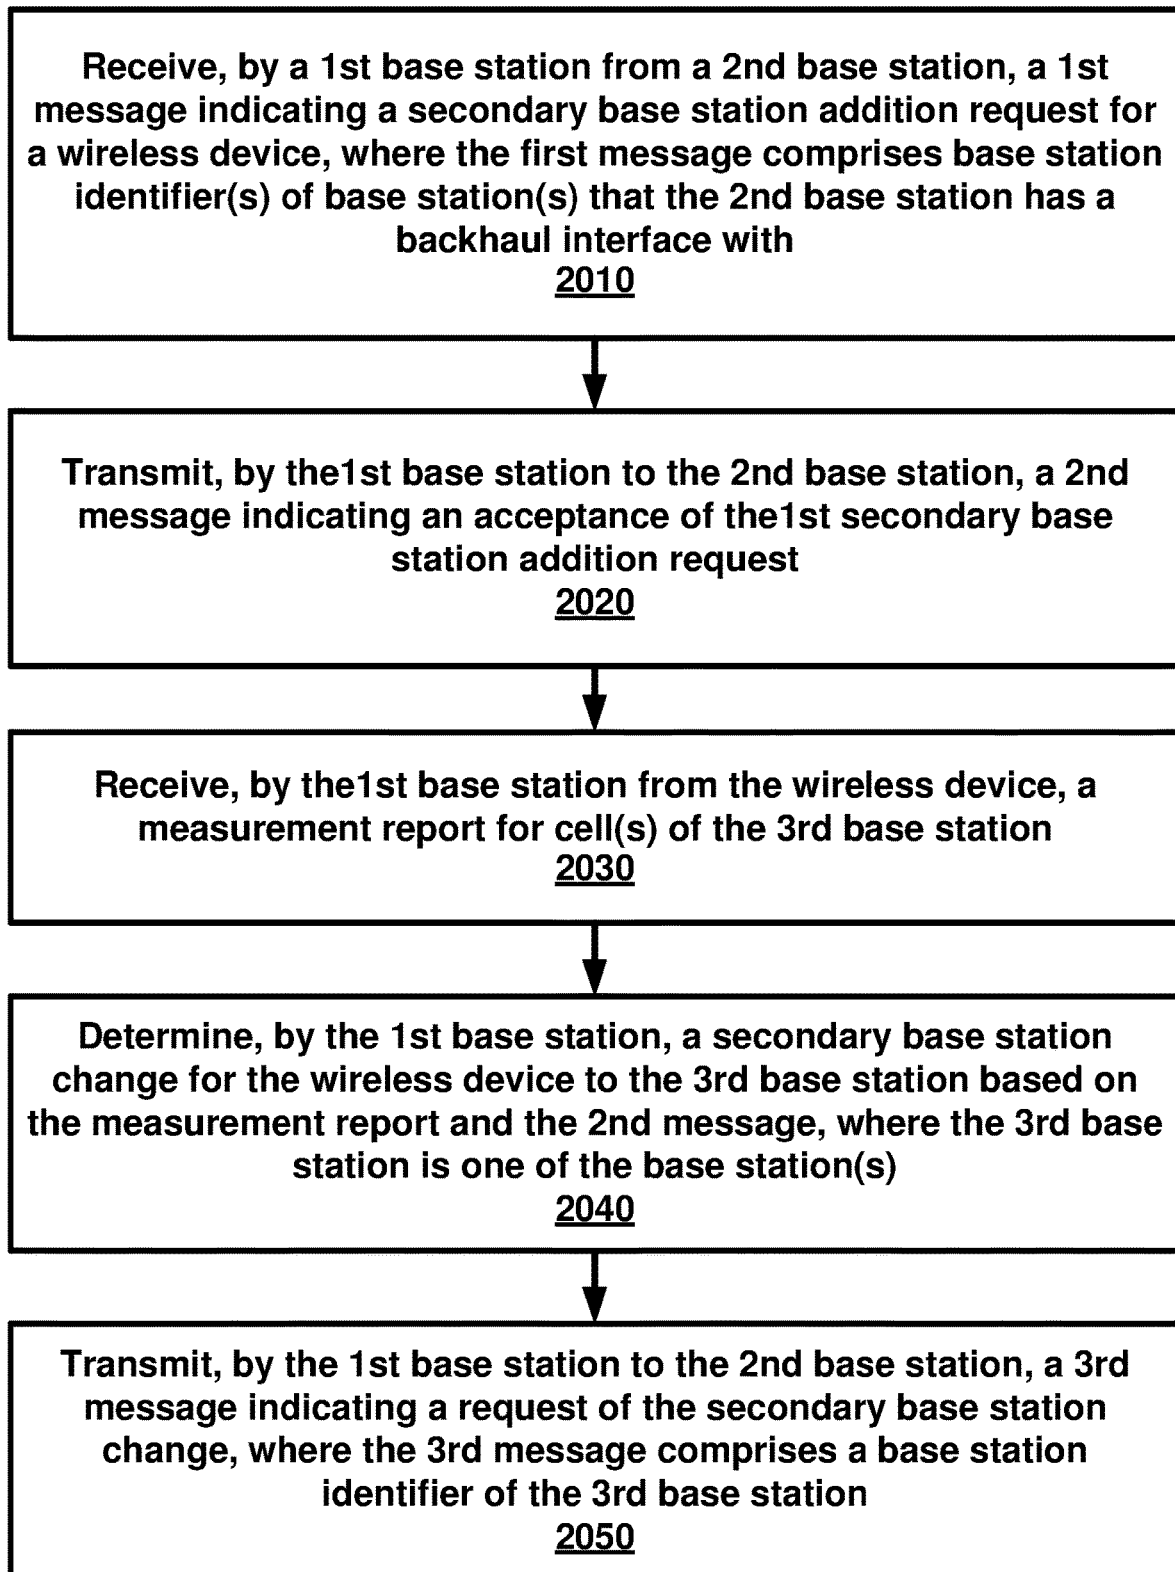 Receive, by a 1st base station from a 2nd base station, a 1st
message indicating a secondary base station addition request for
a wireless device, where the first message comprises base station
identifier(s) of base station(s) that the 2nd base station has a
backhaul interface with
2010
Transmit, by the1st base station to the 2nd base station, a 2nd
message indicating an acceptance of the1st secondary base
station addition request
2020
Receive, by the1st base station from the wireless device, a
measurement report for cell(s) of the 3rd base station
2030
Determine, by the 1st base station, a secondary base station
change for the wireless device to the 3rd base station based on
the measurement report and the 2nd message, where the 3rd base
station is one of the base station(s)
2040
Transmit, by the 1st base station to the 2nd base station, a 3rd
message indicating a request of the secondary base station
change, where the 3rd message comprises a base station
identifier of the 3rd base station
2050